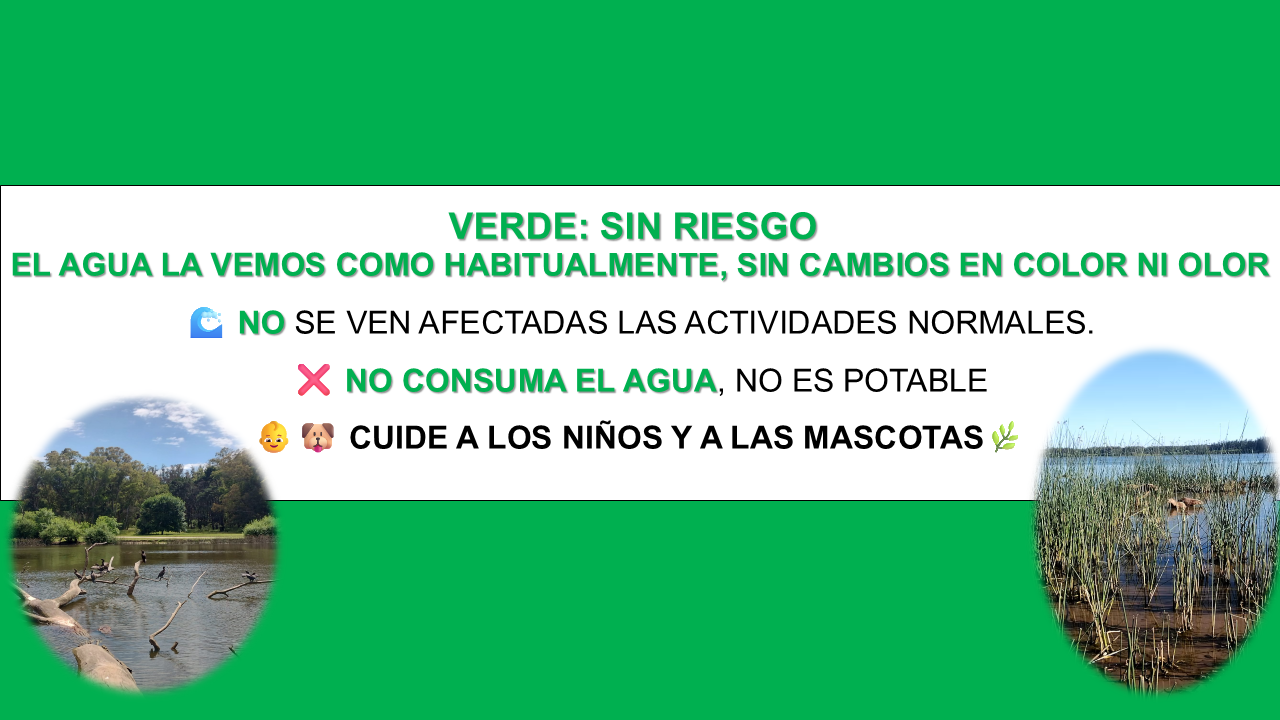 VERDE: SIN RIESGO
EL AGUA LA VEMOS COMO HABITUALMENTE, SIN CAMBIOS EN COLOR NI OLOR
🌊 NO SE VEN AFECTADAS LAS ACTIVIDADES NORMALES.
❌ NO CONSUMA EL AGUA, NO ES POTABLE
👶 🐶 CUIDE A LOS NIÑOS Y A LAS MASCOTAS 🌿